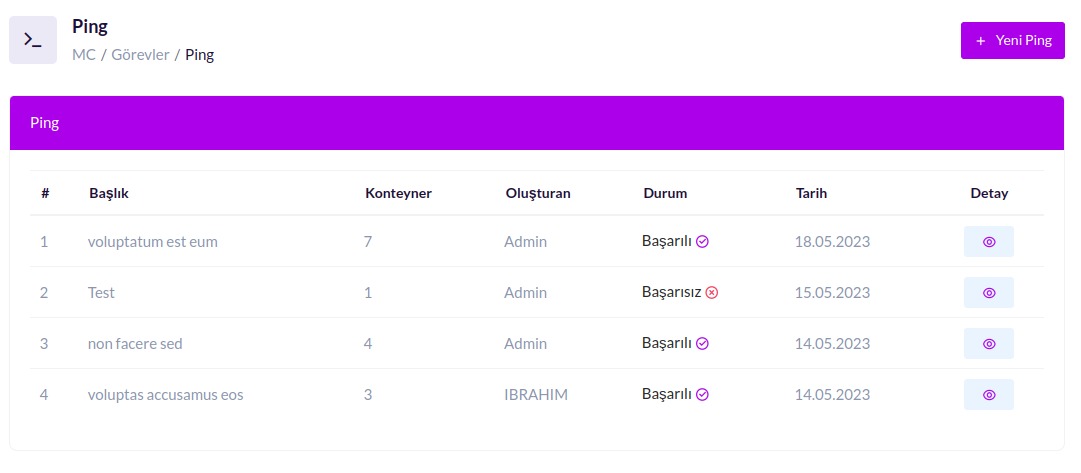 Ping
MC / Görevler / Ping
+ Yeni Ping
Ping
# Başlık Konteyner Oluşturan Durum Tarih Detay
1 voluptatum est eum 7 Admin Başarılı 18.05.2023
2 Test 1 Admin Başarısız 15.05.2023
3 non facere sed 4 Admin Başarılı 14.05.2023
4 voluptas accusamus eos 3 IBRAHIM Başarılı 14.05.2023